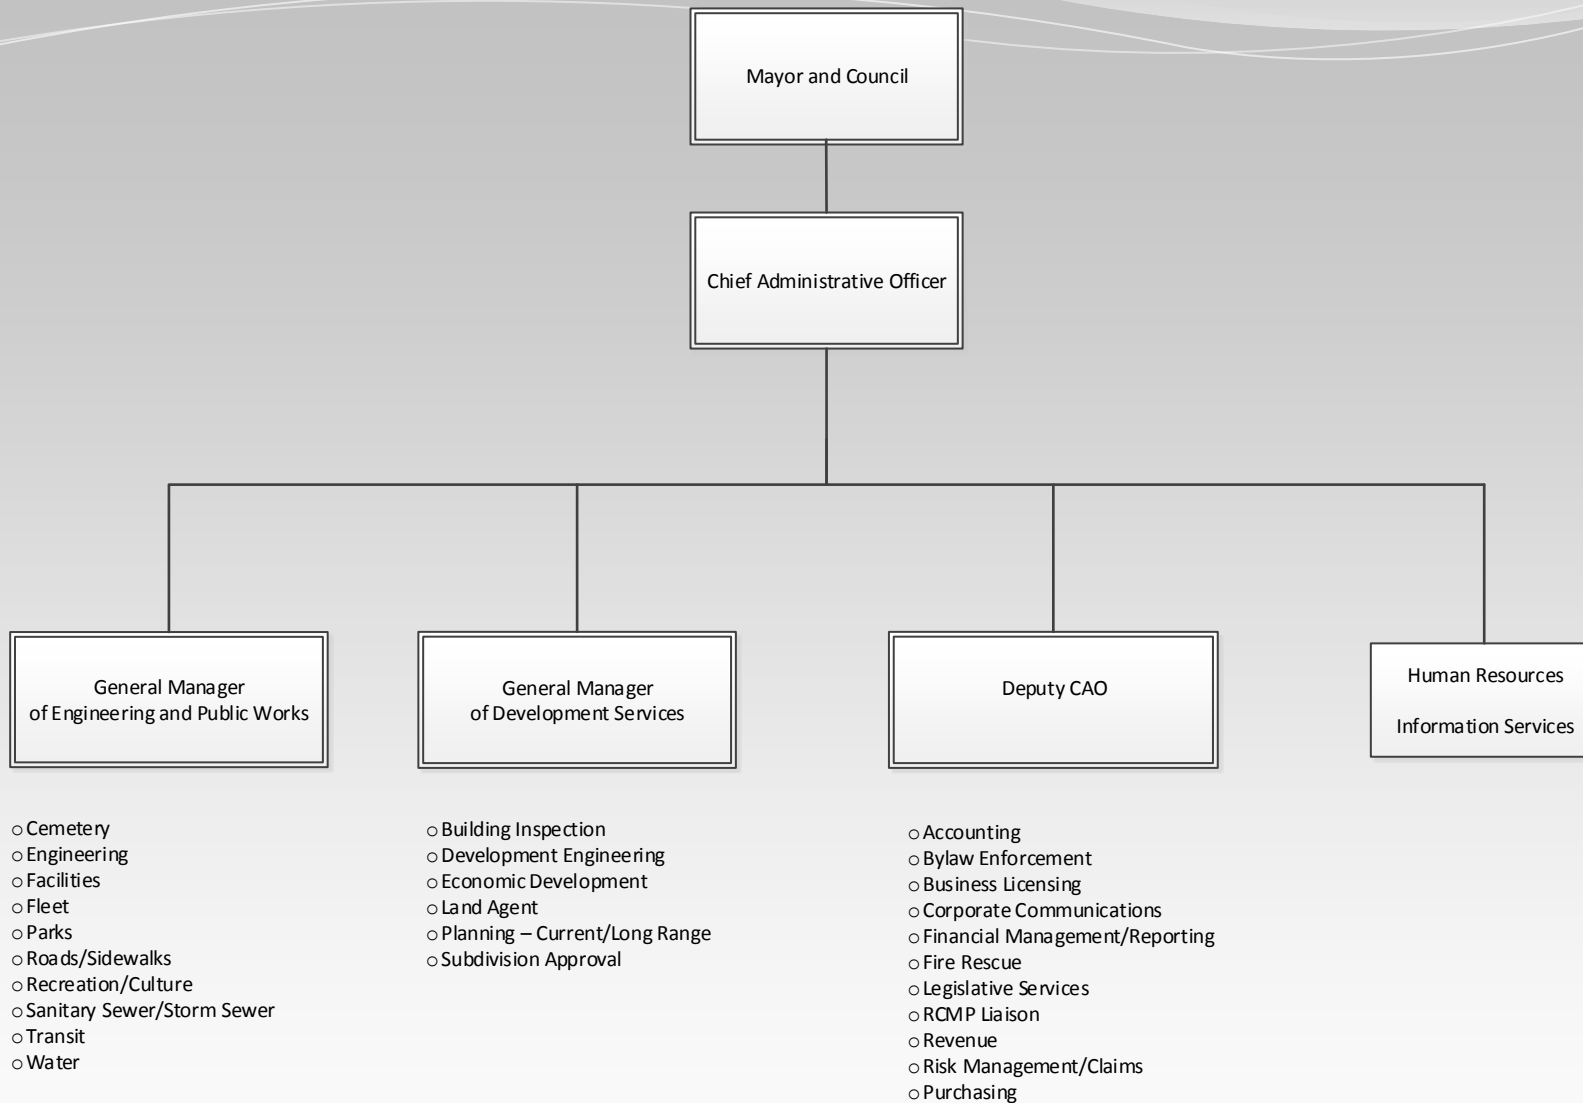 Mayor and Council
Chief Administrative Officer
General Manager
of Engineering and Public Works
General Manager
of Development Services
Deputy CAO
Human Resources
Information Services
o Cemetery
o Engineering
o Facilities
o Fleet
o Parks
o Roads/Sidewalks
o Recreation/Culture
o Sanitary Sewer/Storm Sewer
o Transit
o Water
o Building Inspection
o Development Engineering
o Economic Development
o Land Agent
o Planning – Current/Long Range
o Subdivision Approval
o Accounting
o Bylaw Enforcement
o Business Licensing
o Corporate Communications
o Financial Management/Reporting
o Fire Rescue
o Legislative Services
o RCMP Liaison
o Revenue
o Risk Management/Claims
o Purchasing